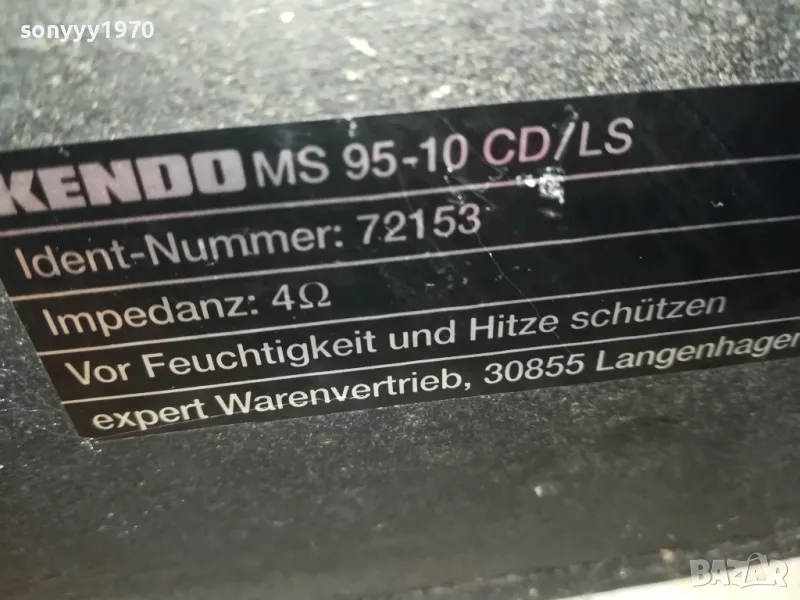 sonyyy1970
KENDO MS 95-10 CD/LS
Ident-Nummer: 72153
Impedanz: 4Ω
Vor Feuchtigkeit und Hitze schützen
expert Warenvertrieb, 30855 Langenhagen
BAZAR